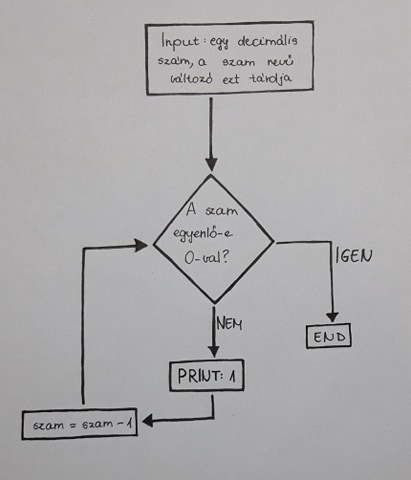 Input: egy decimális
szám, a szam nevű
változó ezt tárolja
A szam
egyenlő-e
0-val?
IGEN
NEM
END
PRINT: 1
szam = szam - 1